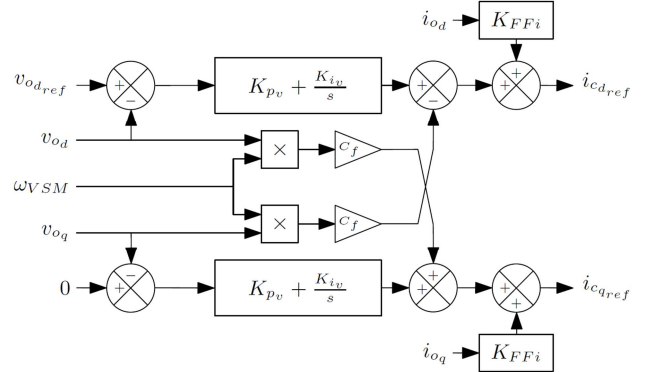 i_{o_d} K_{FFi}
v_{o_{d_{ref}}} + − K_{p_v} + \frac{K_{i_v}}{s} + − + + i_{c_{d_{ref}}}
v_{o_d} × C_f
ω_{VSM}
v_{o_q} × C_f
0 + − K_{p_v} + \frac{K_{i_v}}{s} + + + + i_{c_{q_{ref}}}
i_{o_q} K_{FFi}